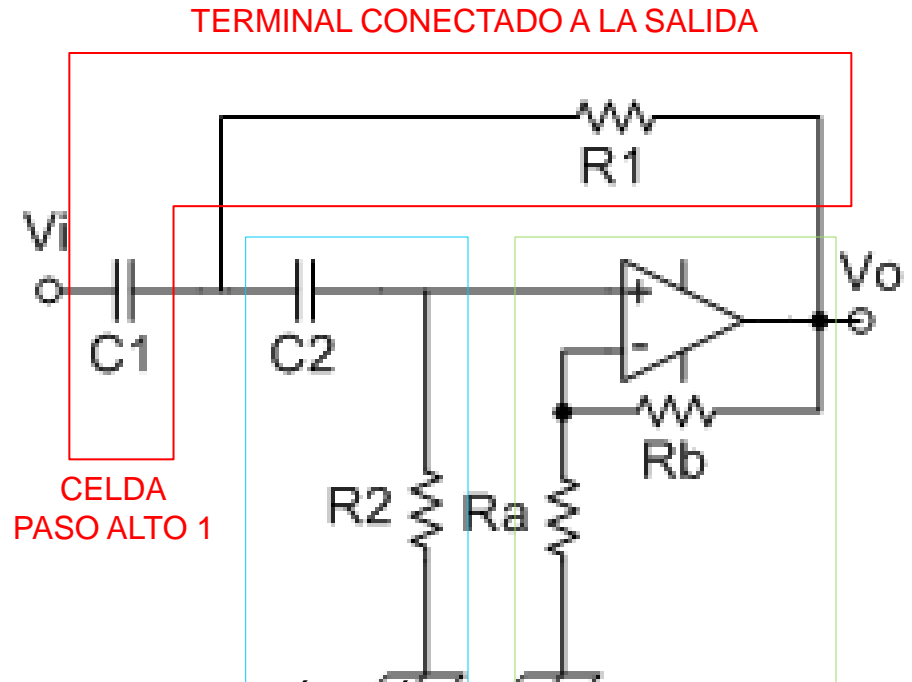 TERMINAL CONECTADO A LA SALIDA
R1
Vi
Vo
C1
C2
+
-
Rb
CELDA
PASO ALTO 1
R2
Ra